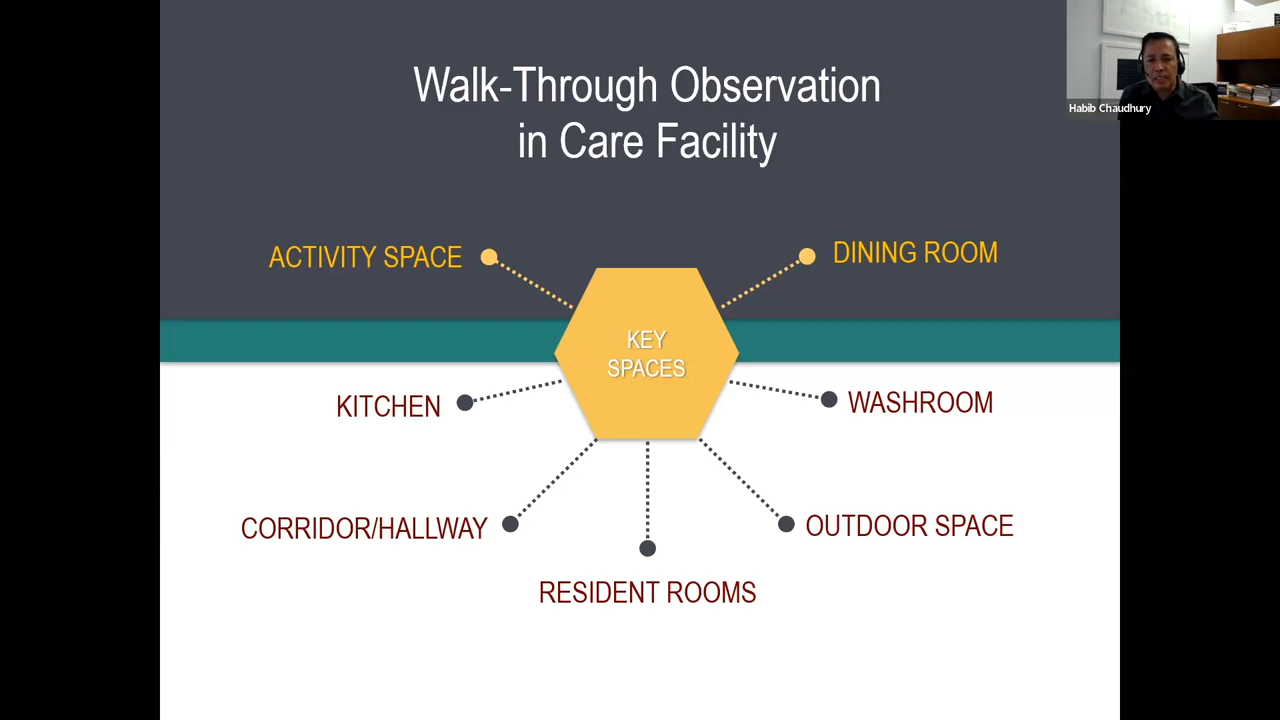 Walk-Through Observation
in Care Facility
Habib Chaudhury
ACTIVITY SPACE
DINING ROOM
KEY
SPACES
KITCHEN
WASHROOM
CORRIDOR/HALLWAY
OUTDOOR SPACE
RESIDENT ROOMS